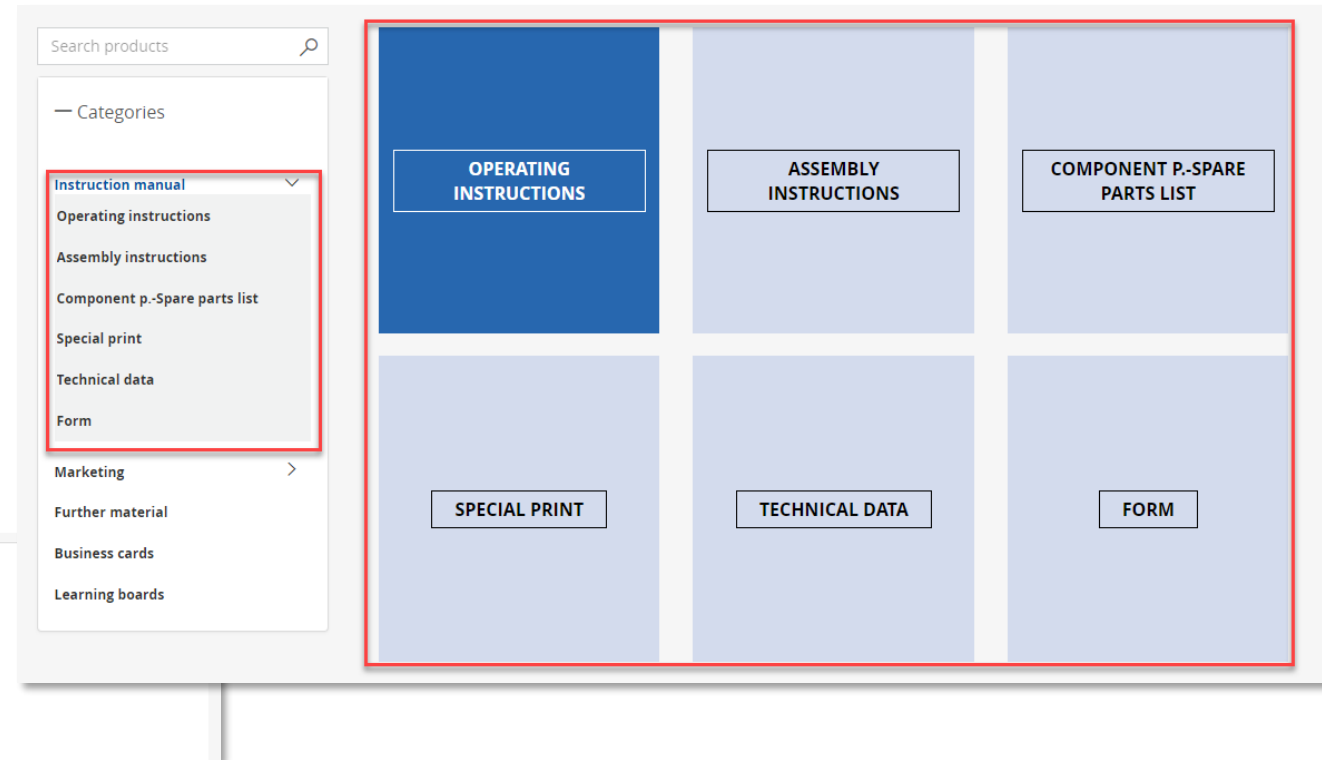 Search products
— Categories
Instruction manual
Operating instructions
Assembly instructions
Component p.-Spare parts list
Special print
Technical data
Form
Marketing
Further material
Business cards
Learning boards
OPERATING
INSTRUCTIONS
ASSEMBLY
INSTRUCTIONS
COMPONENT P.-SPARE
PARTS LIST
SPECIAL PRINT
TECHNICAL DATA
FORM